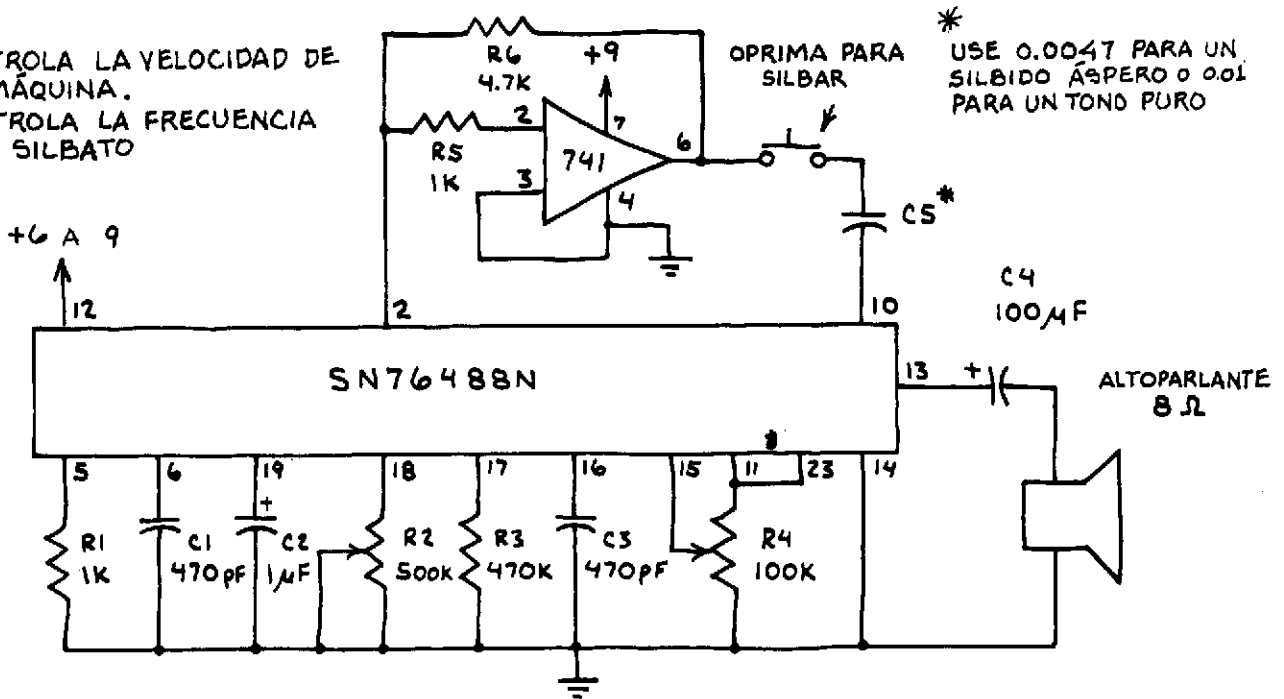 TROLA LA VELOCIDAD DE
MÁQUINA.
TROLA LA FRECUENCIA
SILBATO
R6
4.7K
+9
OPRIMA PARA
SILBAR
*
USE 0.0047 PARA UN
SILBIDO ÁSPERO O 0.01
PARA UN TONO PURO
R5
1K
2
3
741
7
6
4
C5*
+6 A 9
12
2
10
C4
100µF
SN76488N
13
+
ALTOPARLANTE
8 Ω
5
6
19
18
17
16
15
11
23
14
R1
1K
C1
470pF
+
C2
1µF
R2
500K
R3
470K
C3
470pF
R4
100K